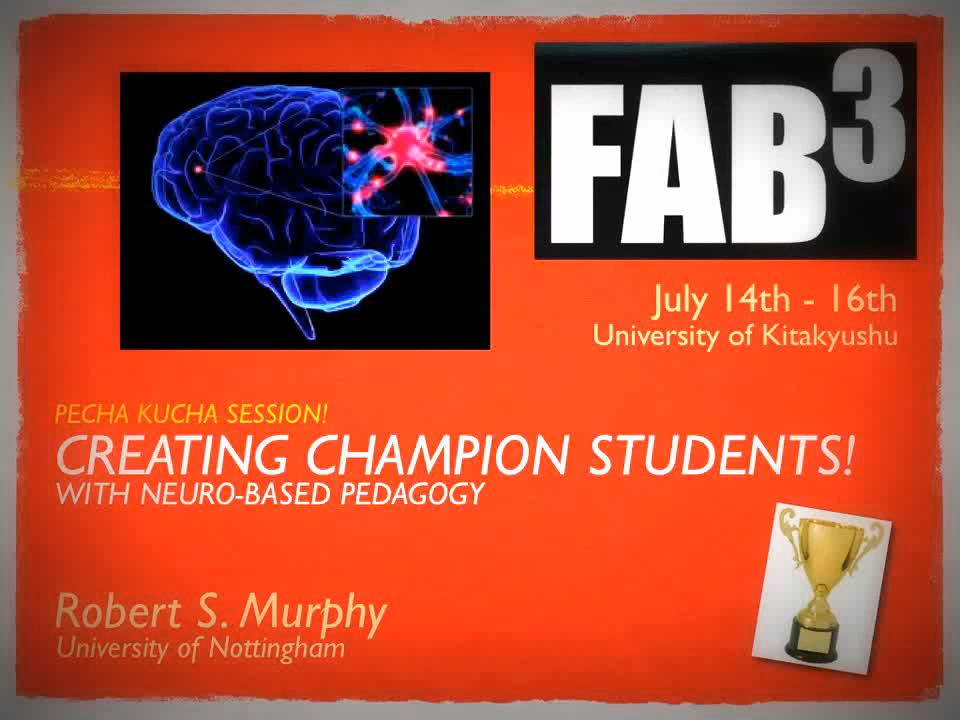 FAB3
July 14th - 16th
University of Kitakyushu
PECHA KUCHA SESSION!
CREATING CHAMPION STUDENTS!
WITH NEURO-BASED PEDAGOGY
Robert S. Murphy
University of Nottingham